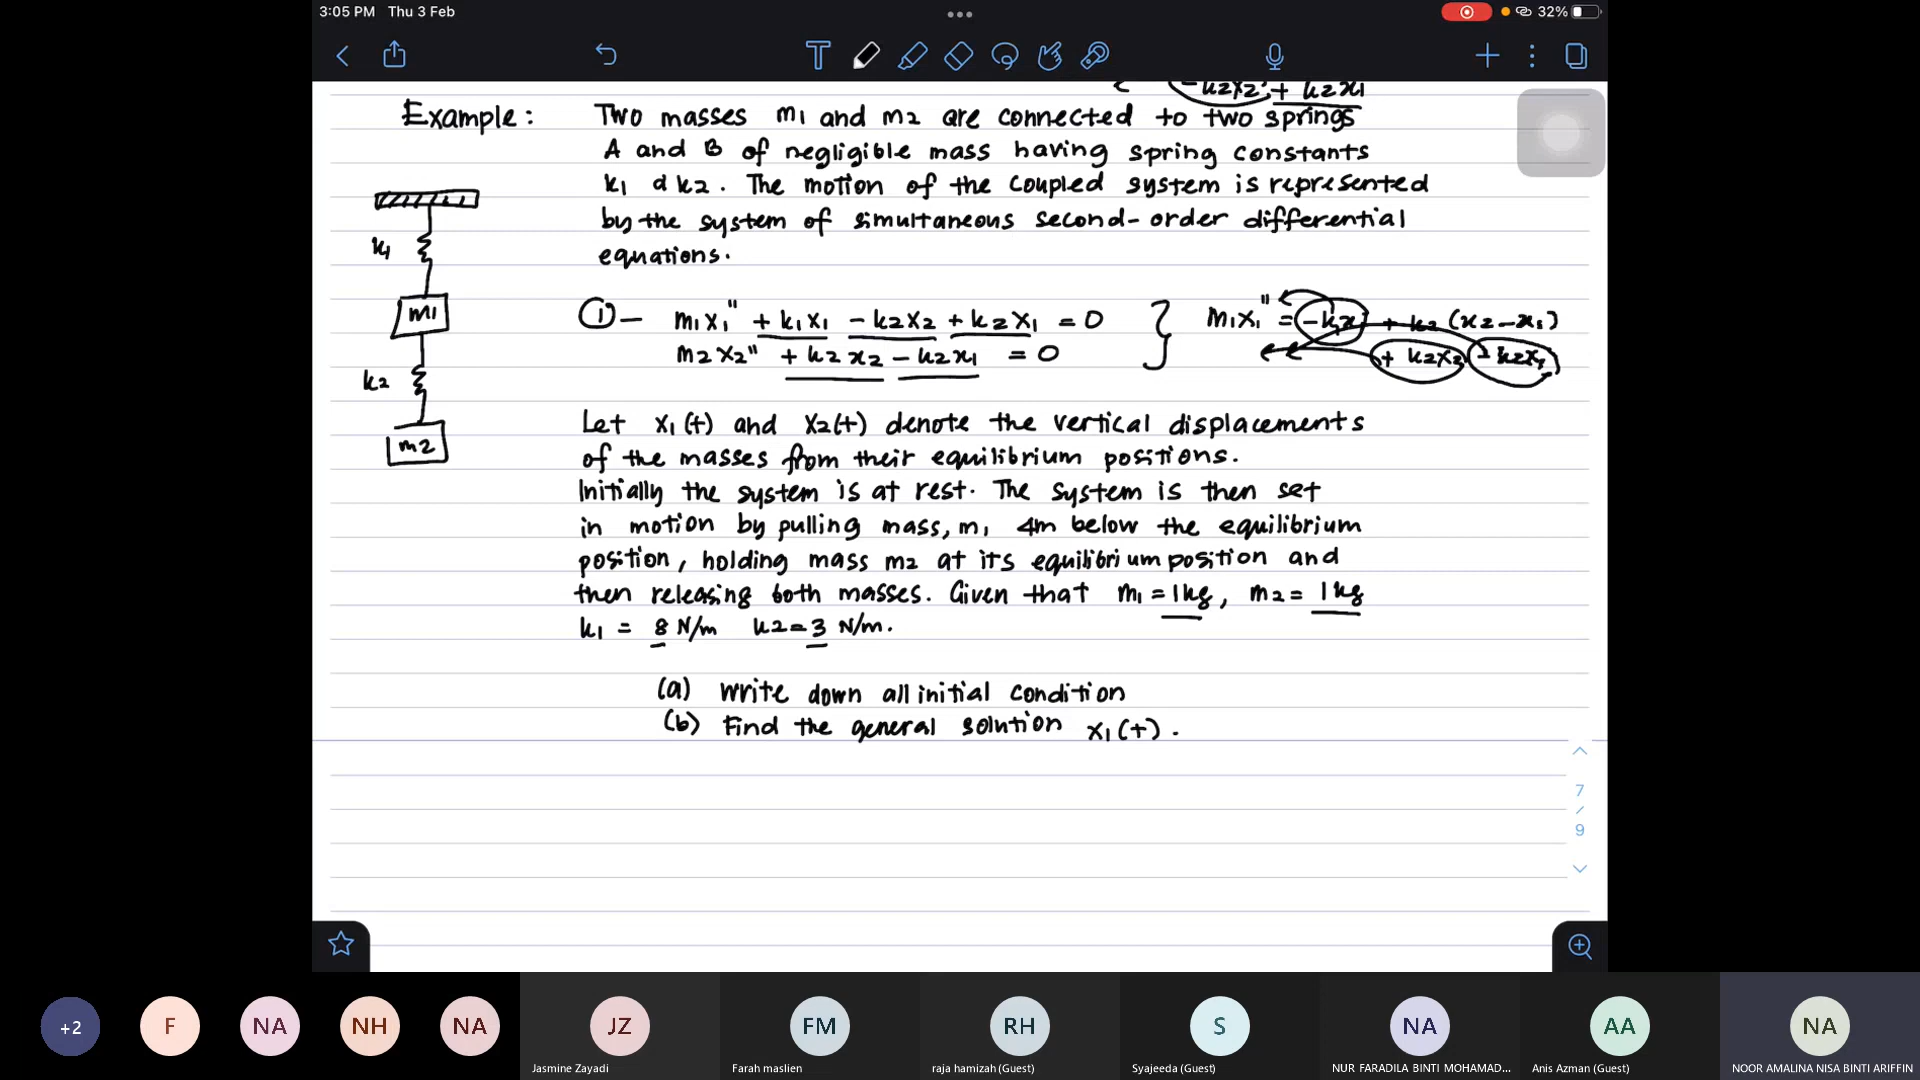 3:05 PM Thu 3 Feb
32%
- k2x2 + k2x1
Example: Two masses m1 and m2 are connected to two springs
A and B of negligible mass having spring constants
k1 & k2. The motion of the coupled system is represented
by the system of simultaneous second-order differential
equations.
k1
m1
k2
m2
① — m1x1" + k1x1 - k2x2 + k2x1 = 0
m2x2" + k2x2 - k2x1 = 0
m1x1" = -k1x1 + k2(x2-x1)
+ k2x2 - k2x1
Let x1(t) and x2(t) denote the vertical displacements
of the masses from their equilibrium positions.
Initially the system is at rest. The system is then set
in motion by pulling mass, m1 4m below the equilibrium
position, holding mass m2 at its equilibrium position and
then releasing both masses. Given that m1 = 1kg, m2 = 1kg
k1 = 8 N/m k2 = 3 N/m.
(a) Write down all initial condition
(b) Find the general solution x1(t).
7
/
9
+2
F
NA
NH
NA
JZ
FM
RH
S
NA
AA
NA
Jasmine Zayadi
Farah maslien
raja hamizah (Guest)
Syajeeda (Guest)
NUR FARADILA BINTI MOHAMAD...
Anis Azman (Guest)
NOOR AMALINA NISA BINTI ARIFFIN